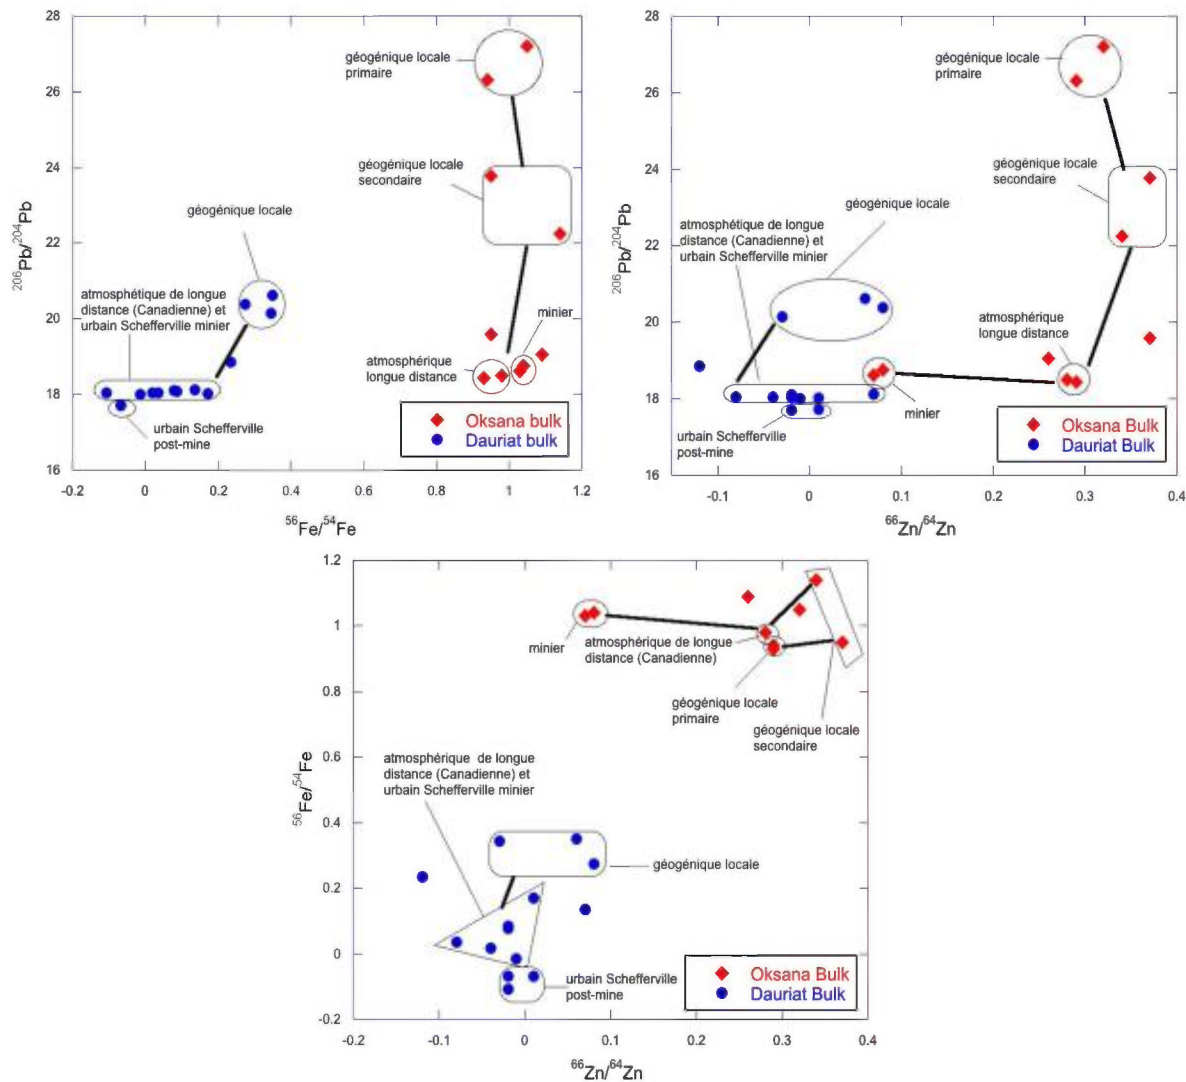 28
26
24
22
20
18
16
²⁰⁶Pb/²⁰⁴Pb
géogénique locale
primaire
géogénique locale
secondaire
géogénique locale
atmosphétique de longue
distance (Canadienne) et
urbain Schefferville minier
minier
atmosphérique
longue distance
urbain Schefferville
post-mine
Oksana bulk
Dauriat bulk
-0.2 0 0.2 0.4 0.6 0.8 1 1.2
⁵⁶Fe/⁵⁴Fe
28
26
24
22
20
18
16
²⁰⁶Pb/²⁰⁴Pb
géogénique locale
primaire
géogénique locale
secondaire
géogénique locale
atmosphétique de longue
distance (Canadienne) et
urbain Schefferville minier
atmosphérique
longue distance
minier
urbain Schefferville
post-mine
Oksana Bulk
Dauriat Bulk
-0.1 0 0.1 0.2 0.3 0.4
⁶⁶Zn/⁶⁴Zn
1.2
1
0.8
0.6
0.4
0.2
0
-0.2
⁵⁶Fe/⁵⁴Fe
minier
atmosphérique de longue
distance (Canadienne)
géogénique locale
primaire
géogénique locale
secondaire
atmosphérique de longue
distance (Canadienne) et
urbain Schefferville minier
géogénique locale
urbain Schefferville
post-mine
Oksana Bulk
Dauriat Bulk
-0.2 -0.1 0 0.1 0.2 0.3 0.4
⁶⁶Zn/⁶⁴Zn